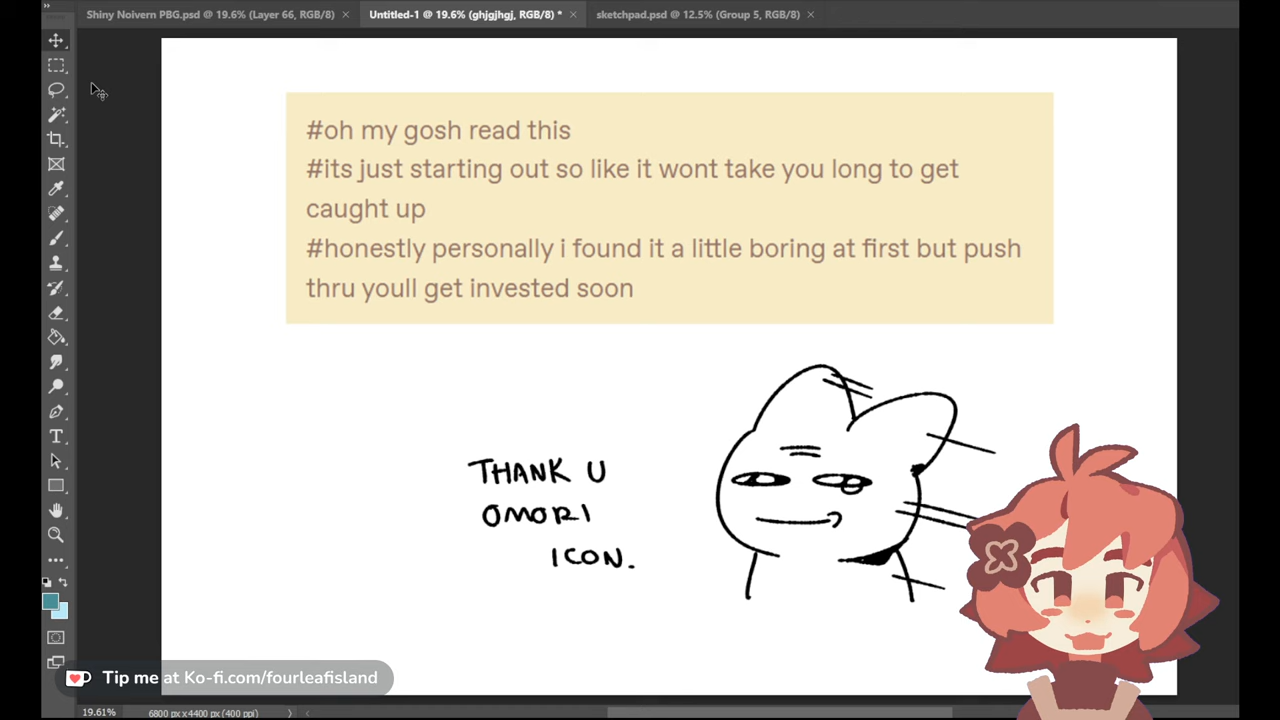 Shiny Noivern PBG.psd @ 19.6% (Layer 66, RGB/8)
Untitled-1 @ 19.6% (ghjgjhgj, RGB/8) *
sketchpad.psd @ 12.5% (Group 5, RGB/8)
#oh my gosh read this
#its just starting out so like it wont take you long to get
caught up
#honestly personally i found it a little boring at first but push
thru youll get invested soon
THANK U
OMORI
ICON.
Tip me at Ko-fi.com/fourleafisland
19.61%
6800 px x 4400 px (400 ppi)